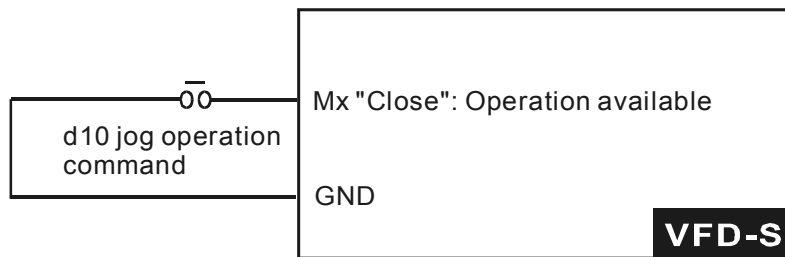 Mx "Close": Operation available
d10 jog operation
command
GND
VFD-S